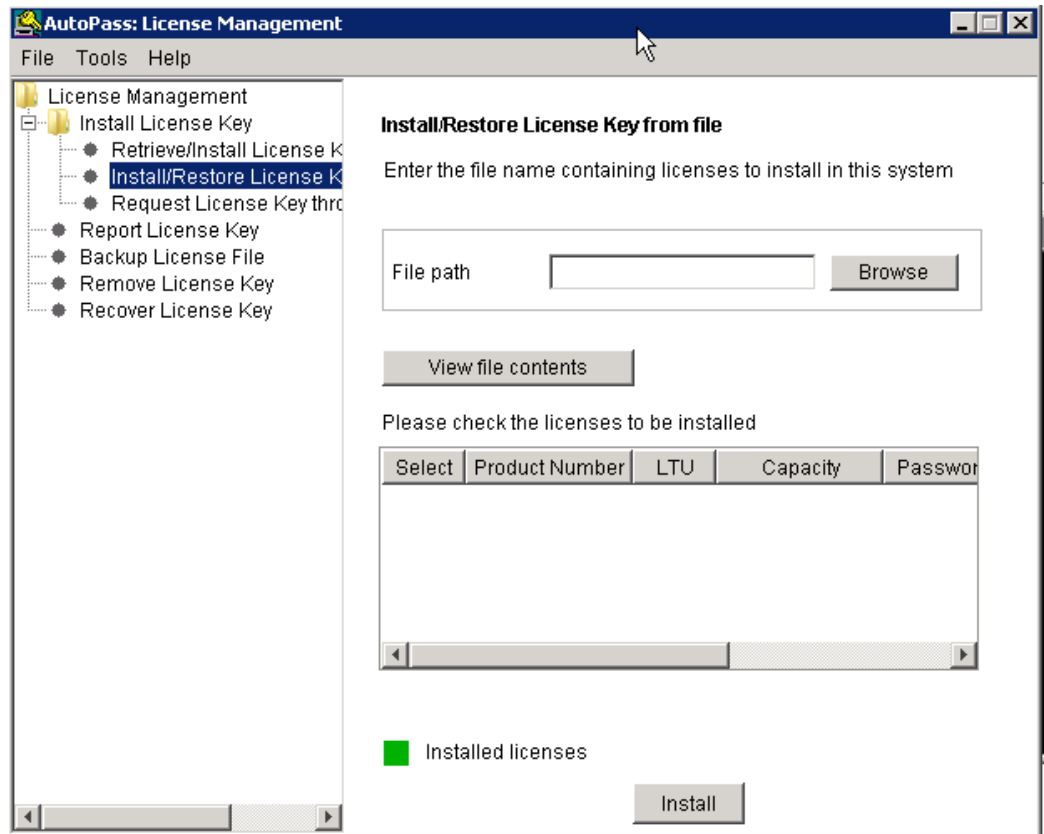 AutoPass: License Management
File Tools Help
License Management
Install License Key
Retrieve/Install License K
Install/Restore License K
Request License Key thro
Report License Key
Backup License File
Remove License Key
Recover License Key
Install/Restore License Key from file
Enter the file name containing licenses to install in this system
File path
Browse
View file contents
Please check the licenses to be installed
Select Product Number LTU Capacity Passwor
Installed licenses
Install